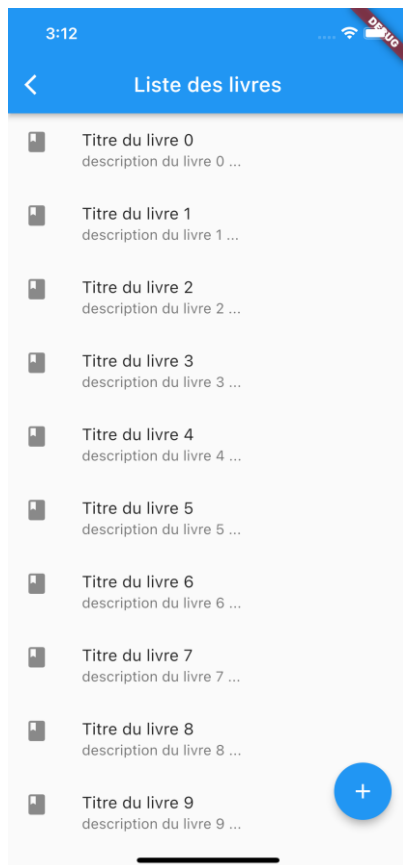 3:12
DEBUG
Liste des livres
Titre du livre 0
description du livre 0 ...
Titre du livre 1
description du livre 1 ...
Titre du livre 2
description du livre 2 ...
Titre du livre 3
description du livre 3 ...
Titre du livre 4
description du livre 4 ...
Titre du livre 5
description du livre 5 ...
Titre du livre 6
description du livre 6 ...
Titre du livre 7
description du livre 7 ...
Titre du livre 8
description du livre 8 ...
Titre du livre 9
description du livre 9 ...